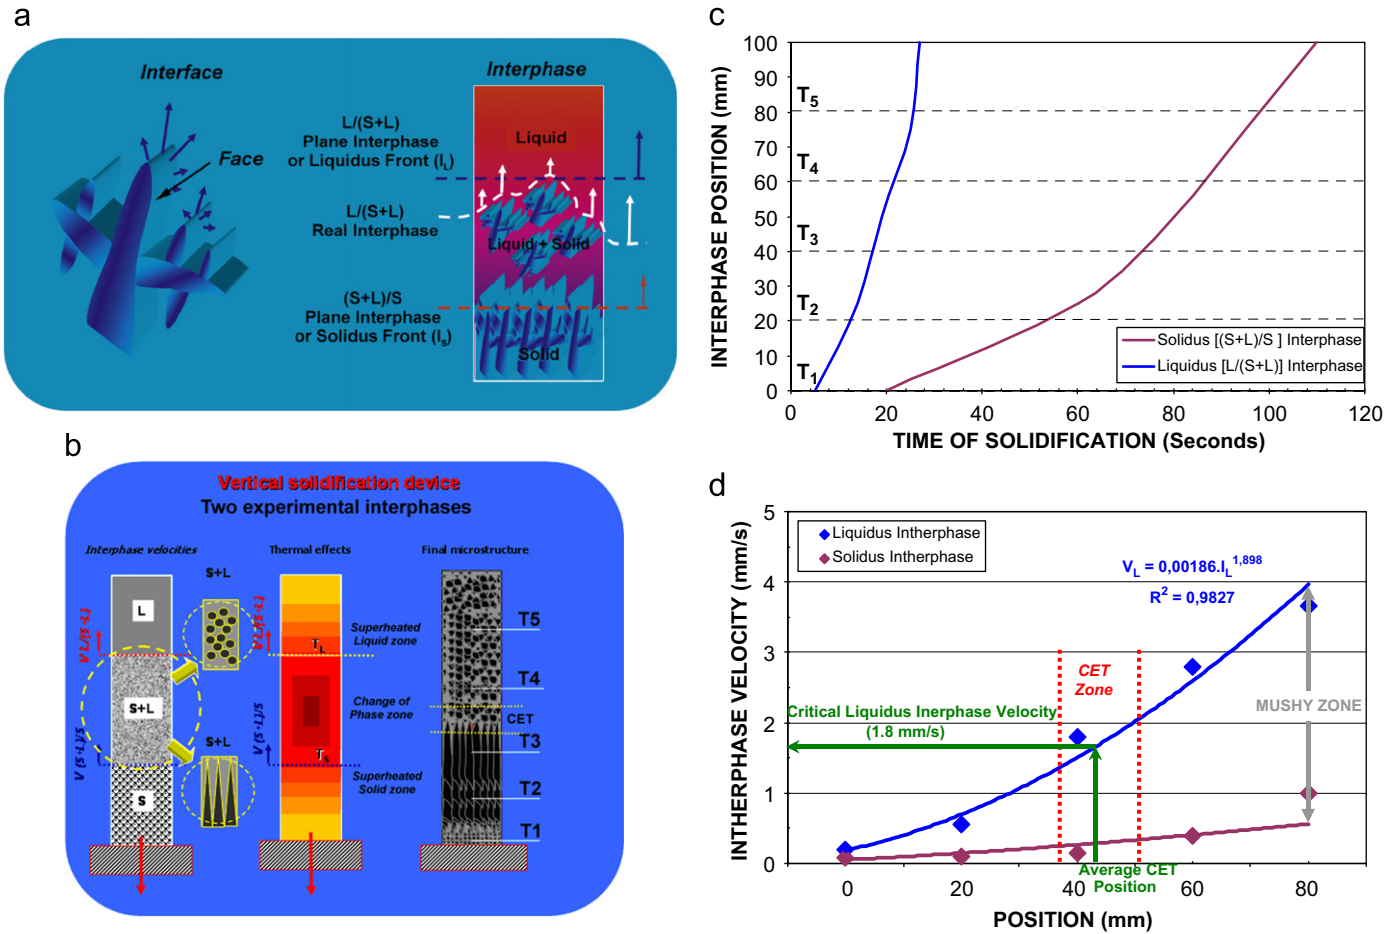 a
Interface
Face
Interphase
L/(S+L)
Plane Interphase
or Liquidus Front (IL)
L/(S+L)
Real Interphase
(S+L)/S
Plane Interphase
or Solidus Front (IS)
Liquid
Liquid + Solid
Solid
b
Vertical solidification device
Two experimental interphases
Interphase velocities
Thermal effects
Final microstructure
S+L
L
V L/(S+L)
S+L
V (S+L)/S
S+L
S
V L/(S+L)
TL
V (S+L)/S
TS
Superheated
Liquid zone
Change of
Phase zone
Superheated
Solid zone
T5
T4
CET
T3
T2
T1
c
INTERPHASE POSITION (mm)
100
90
80
70
60
50
40
30
20
10
0
T5
T4
T3
T2
T1
Solidus [(S+L)/S ] Interphase
Liquidus [L/(S+L)] Interphase
0 20 40 60 80 100 120
TIME OF SOLIDIFICATION (Seconds)
d
INTHERPHASE VELOCITY (mm/s)
5
4
3
2
1
0
Liquidus Intherphase
Solidus Intherphase
VL = 0,00186.IL^1,898
R² = 0,9827
CET
Zone
Critical Liquidus Inerphase Velocity
(1.8 mm/s)
MUSHY ZONE
Average CET
Position
0 20 40 60 80
POSITION (mm)